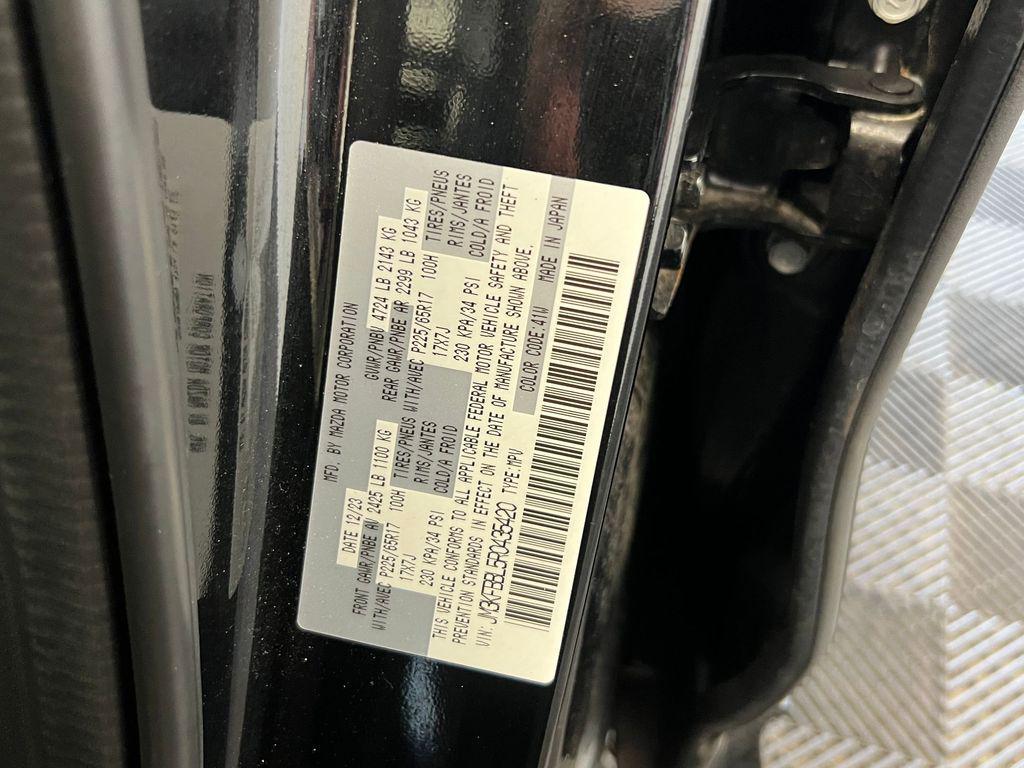 MFD. BY MAZDA MOTOR CORPORATION
DATE 12/23 GVWR/PNBV 4724 LB 2143 KG
FRONT GAWR/PNBE AV 2425 LB 1100 KG REAR GAWR/PNBE AR 2299 LB 1043 KG
WITH/AVEC P225/65R17 100H TIRES/PNEUS WITH/AVEC P225/65R17 100H TIRES/PNEUS
17X7J RIMS/JANTES 17X7J RIMS/JANTES
230 KPA/34 PSI COLD/A FROID 230 KPA/34 PSI COLD/A FROID
THIS VEHICLE CONFORMS TO ALL APPLICABLE FEDERAL MOTOR VEHICLE SAFETY AND THEFT
PREVENTION STANDARDS IN EFFECT ON THE DATE OF MANUFACTURE SHOWN ABOVE.
VIN: JM3KFBBL5R0435420 TYPE:MPV COLOR CODE:41W MADE IN JAPAN